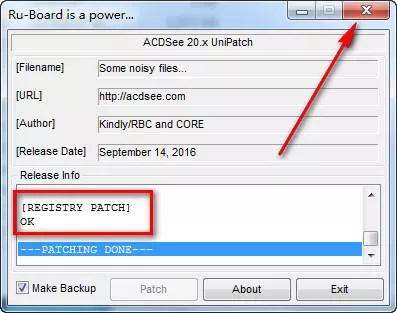 Ru-Board is a power...
ACDSee 20.x UniPatch
[Filename] Some noisy files...
[URL] http://acdsee.com
[Author] Kindly/RBC and CORE
[Release Date] September 14, 2016
Release Info
[REGISTRY PATCH]
OK
---PATCHING DONE---
Make Backup Patch About Exit